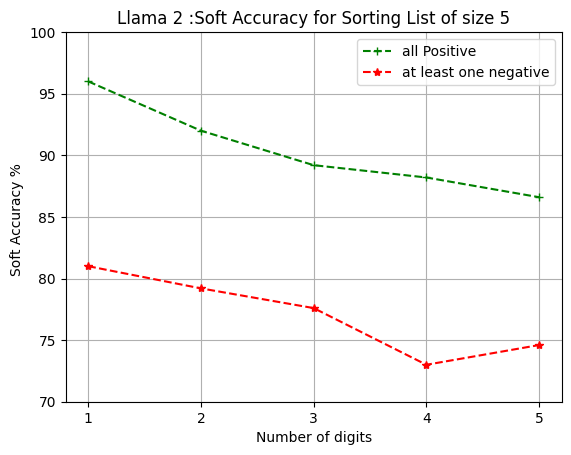 Llama 2 :Soft Accuracy for Sorting List of size 5
100
95
90
85
80
75
70
Soft Accuracy %
all Positive
at least one negative
1 2 3 4 5
Number of digits